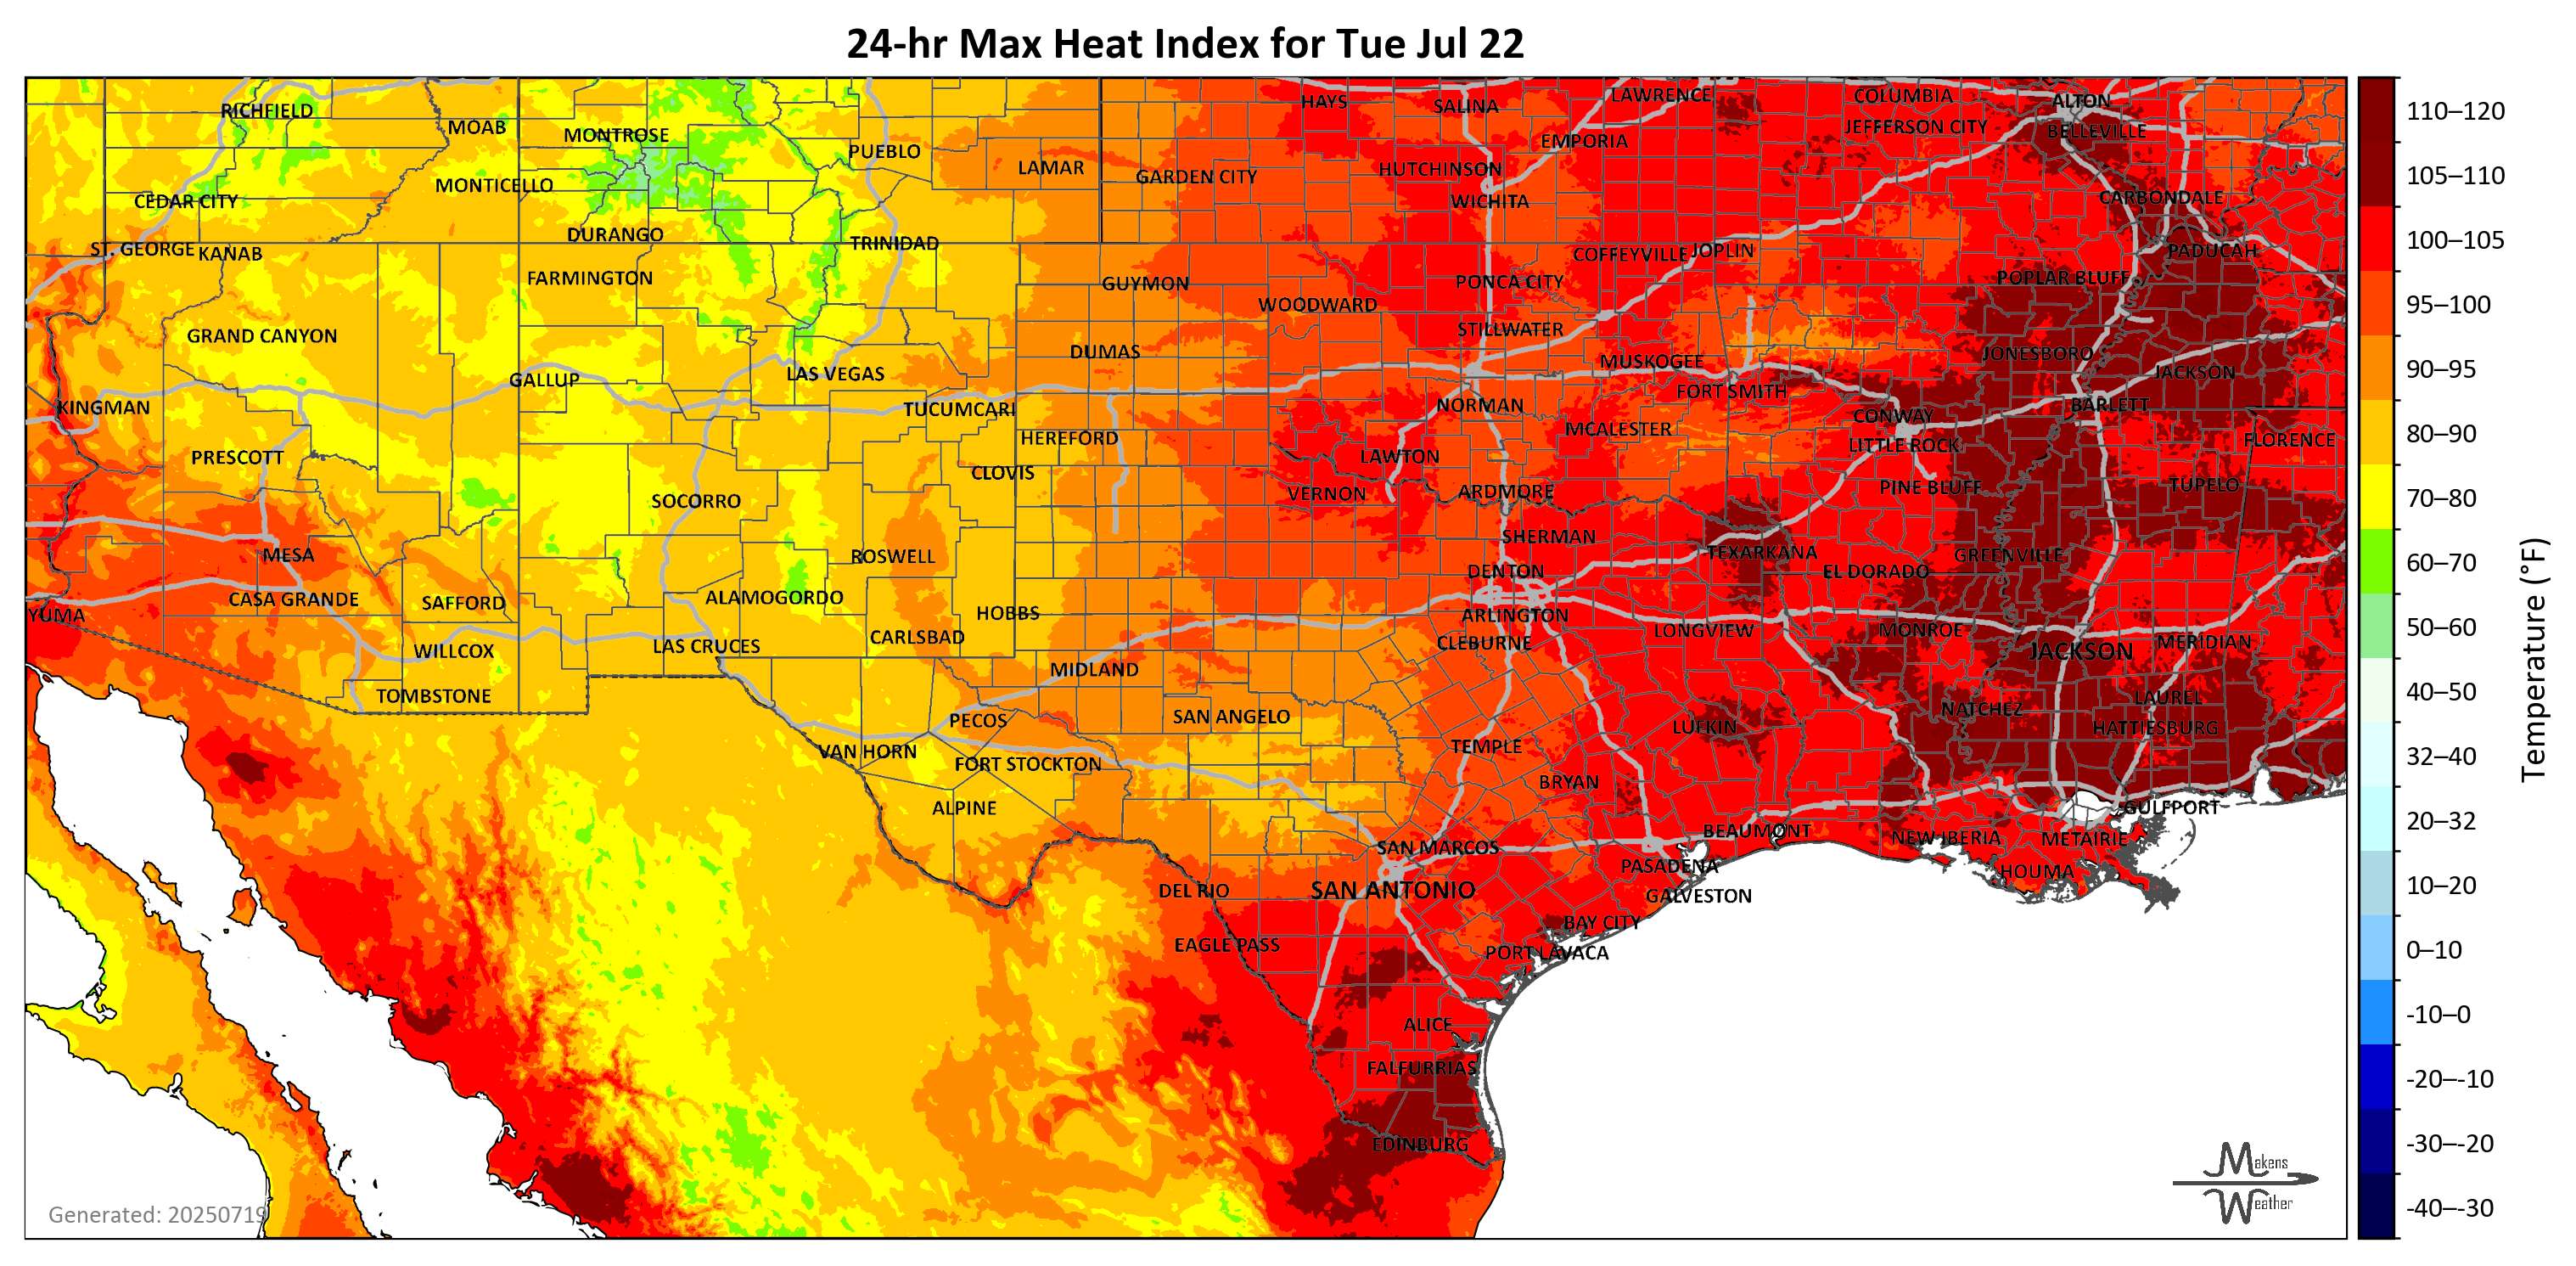 24-hr Max Heat Index for Tue Jul 22
RICHFIELD
MOAB
MONTROSE
PUEBLO
LAMAR
GARDEN CITY
HAYS
SALINA
LAWRENCE
EMPORIA
COLUMBIA
JEFFERSON CITY
ALTON
BELLEVILLE
HUTCHINSON
WICHITA
CARBONDALE
MONTICELLO
CEDAR CITY
DURANGO
TRINIDAD
ST. GEORGE
KANAB
FARMINGTON
GUYMON
WOODWARD
PONCA CITY
COFFEYVILLE
JOPLIN
POPLAR BLUFF
PADUCAH
GRAND CANYON
DUMAS
STILLWATER
MUSKOGEE
JONESBORO
JACKSON
GALLUP
LAS VEGAS
FORT SMITH
KINGMAN
TUCUMCARI
NORMAN
CONWAY
BARLETT
HEREFORD
MCALESTER
LITTLE ROCK
FLORENCE
PRESCOTT
CLOVIS
LAWTON
SOCORRO
VERNON
ARDMORE
PINE BLUFF
TUPELO
MESA
ROSWELL
SHERMAN
TEXARKANA
GREENVILLE
DENTON
EL DORADO
CASA GRANDE
SAFFORD
ALAMOGORDO
HOBBS
ARLINGTON
YUMA
CARLSBAD
CLEBURNE
LONGVIEW
MONROE
MERIDIAN
WILLCOX
LAS CRUCES
JACKSON
MIDLAND
TOMBSTONE
PECOS
SAN ANGELO
NATCHEZ
LAUREL
LUFKIN
HATTIESBURG
VAN HORN
FORT STOCKTON
TEMPLE
BRYAN
ALPINE
GULFPORT
BEAUMONT
NEW IBERIA
METAIRIE
SAN MARCOS
PASADENA
HOUMA
DEL RIO
SAN ANTONIO
GALVESTON
BAY CITY
EAGLE PASS
PORT LAVACA
ALICE
FALFURRIAS
EDINBURG
Generated: 20250719
Makens
Weather
110–120
105–110
100–105
95–100
90–95
80–90
70–80
60–70
50–60
40–50
32–40
20–32
10–20
0–10
-10–0
-20–-10
-30–-20
-40–-30
Temperature (°F)